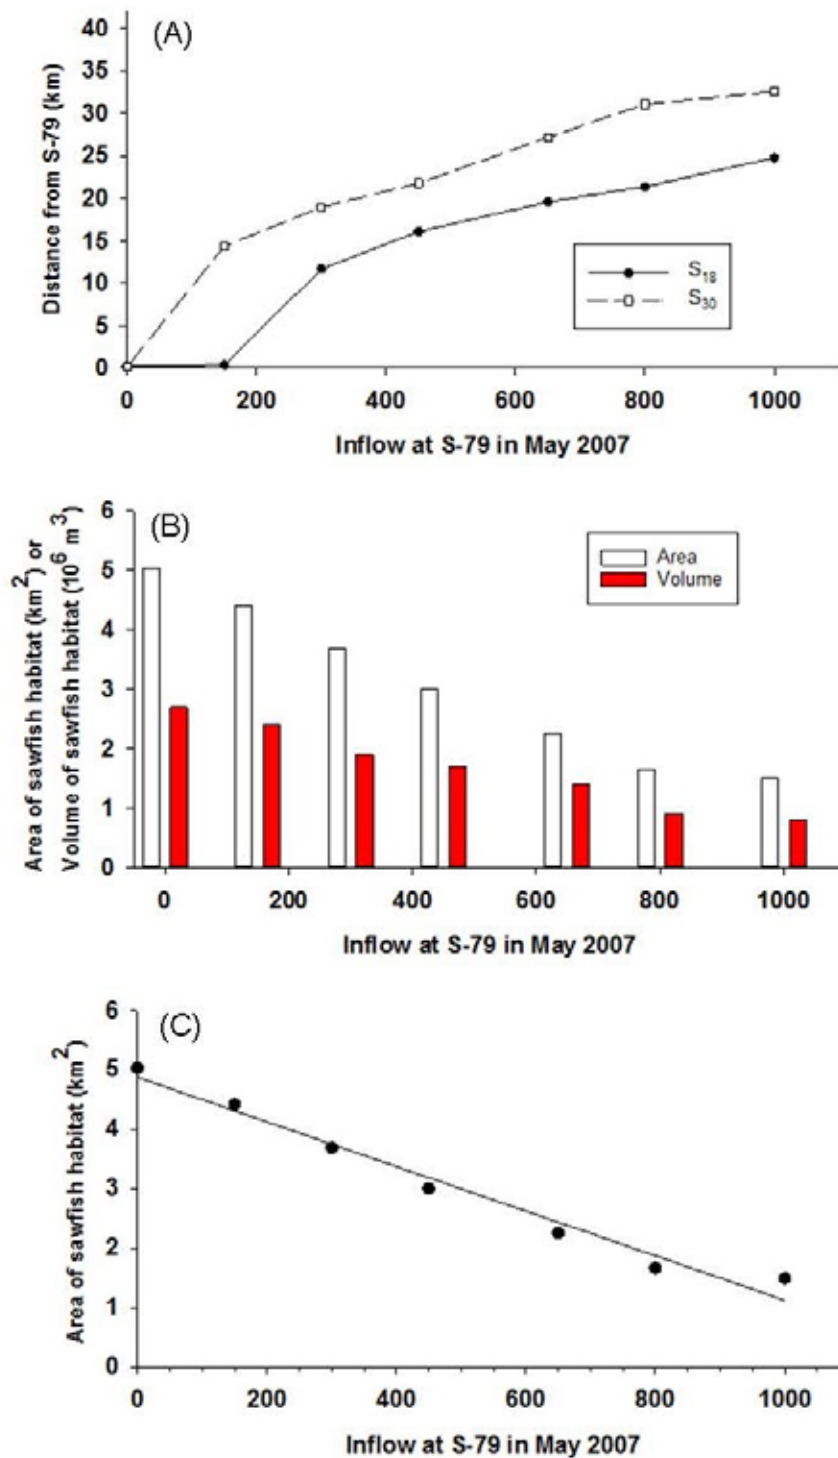 (A)
40
35
30
25
20
15
10
5
0
Distance from S-79 (km)
S18
S30
0 200 400 600 800 1000
Inflow at S-79 in May 2007
(B)
6
5
4
3
2
1
0
Area of sawfish habitat (km2) or
Volume of sawfish habitat (10^6 m3)
Area
Volume
0 200 400 600 800 1000
Inflow at S-79 in May 2007
(C)
6
5
4
3
2
1
0
Area of sawfish habitat (km2)
0 200 400 600 800 1000
Inflow at S-79 in May 2007